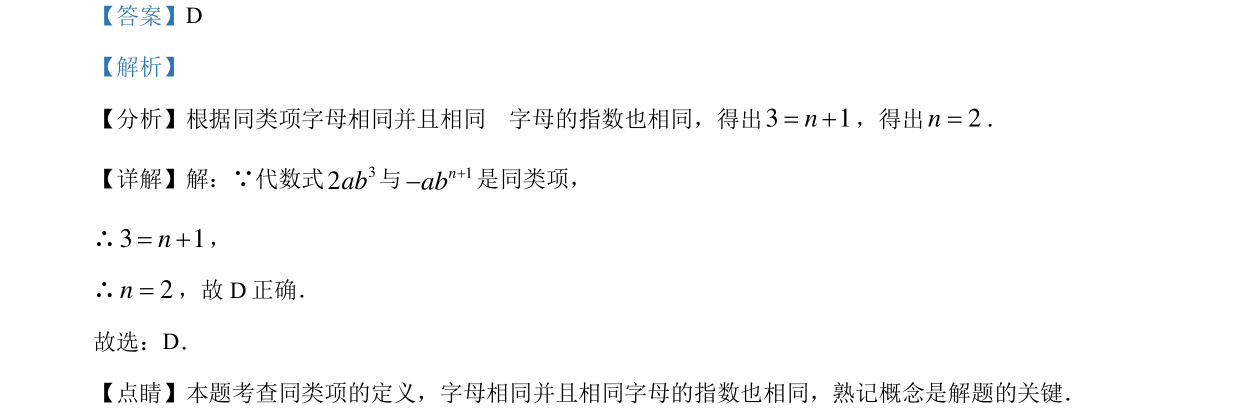 【答案】D
【解析】
【分析】根据同类项字母相同并且相同 字母的指数也相同，得出3=n+1，得出n=2．
【详解】解：∵代数式2ab³与−abⁿ⁺¹是同类项，
∴3=n+1，
∴n=2，故 D 正确．
故选：D．
【点睛】本题考查同类项的定义，字母相同并且相同字母的指数也相同，熟记概念是解题的关键．